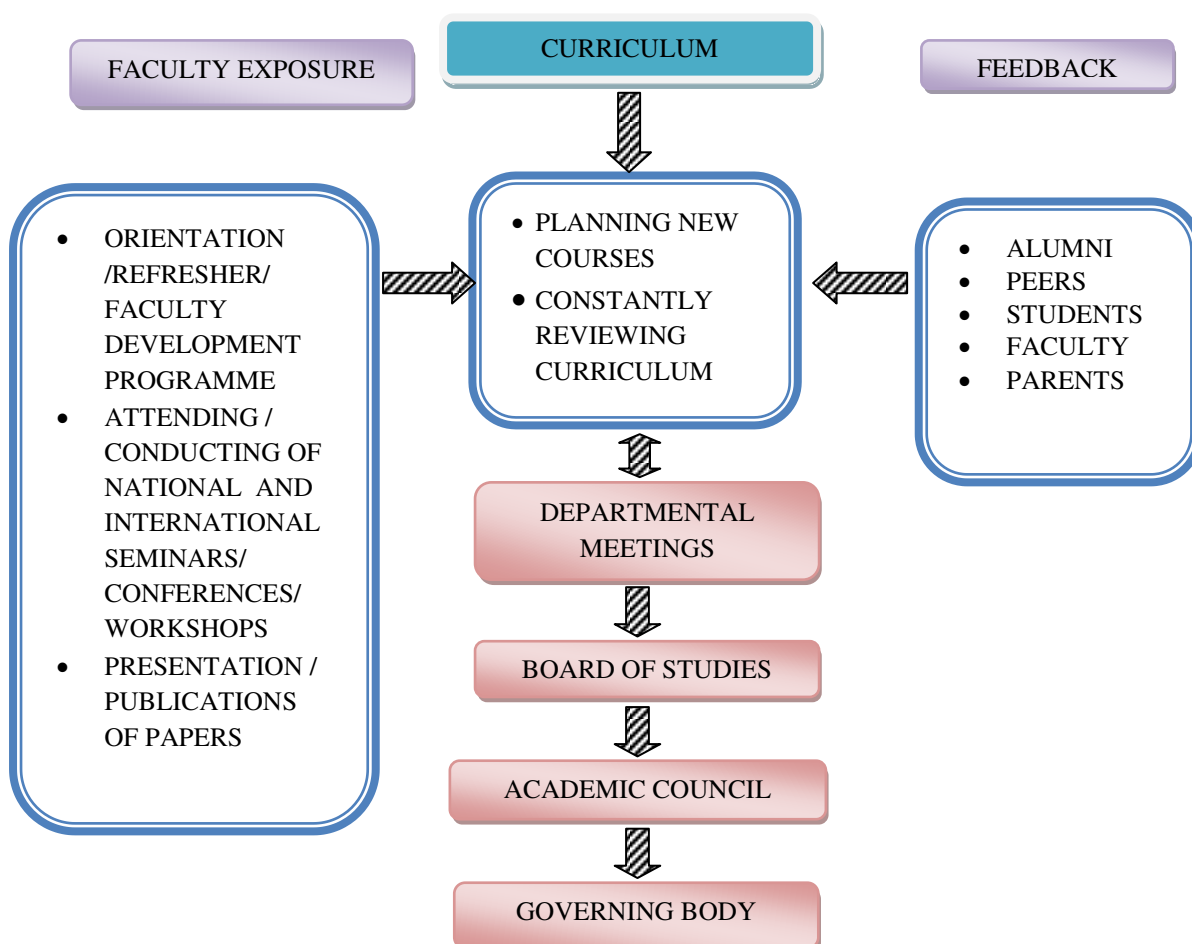 CURRICULUM
FACULTY EXPOSURE
FEEDBACK
• ORIENTATION
/REFRESHER/
FACULTY
DEVELOPMENT
PROGRAMME
• ATTENDING /
CONDUCTING OF
NATIONAL AND
INTERNATIONAL
SEMINARS/
CONFERENCES/
WORKSHOPS
• PRESENTATION /
PUBLICATIONS
OF PAPERS
• PLANNING NEW
COURSES
• CONSTANTLY
REVIEWING
CURRICULUM
• ALUMNI
• PEERS
• STUDENTS
• FACULTY
• PARENTS
DEPARTMENTAL
MEETINGS
BOARD OF STUDIES
ACADEMIC COUNCIL
GOVERNING BODY